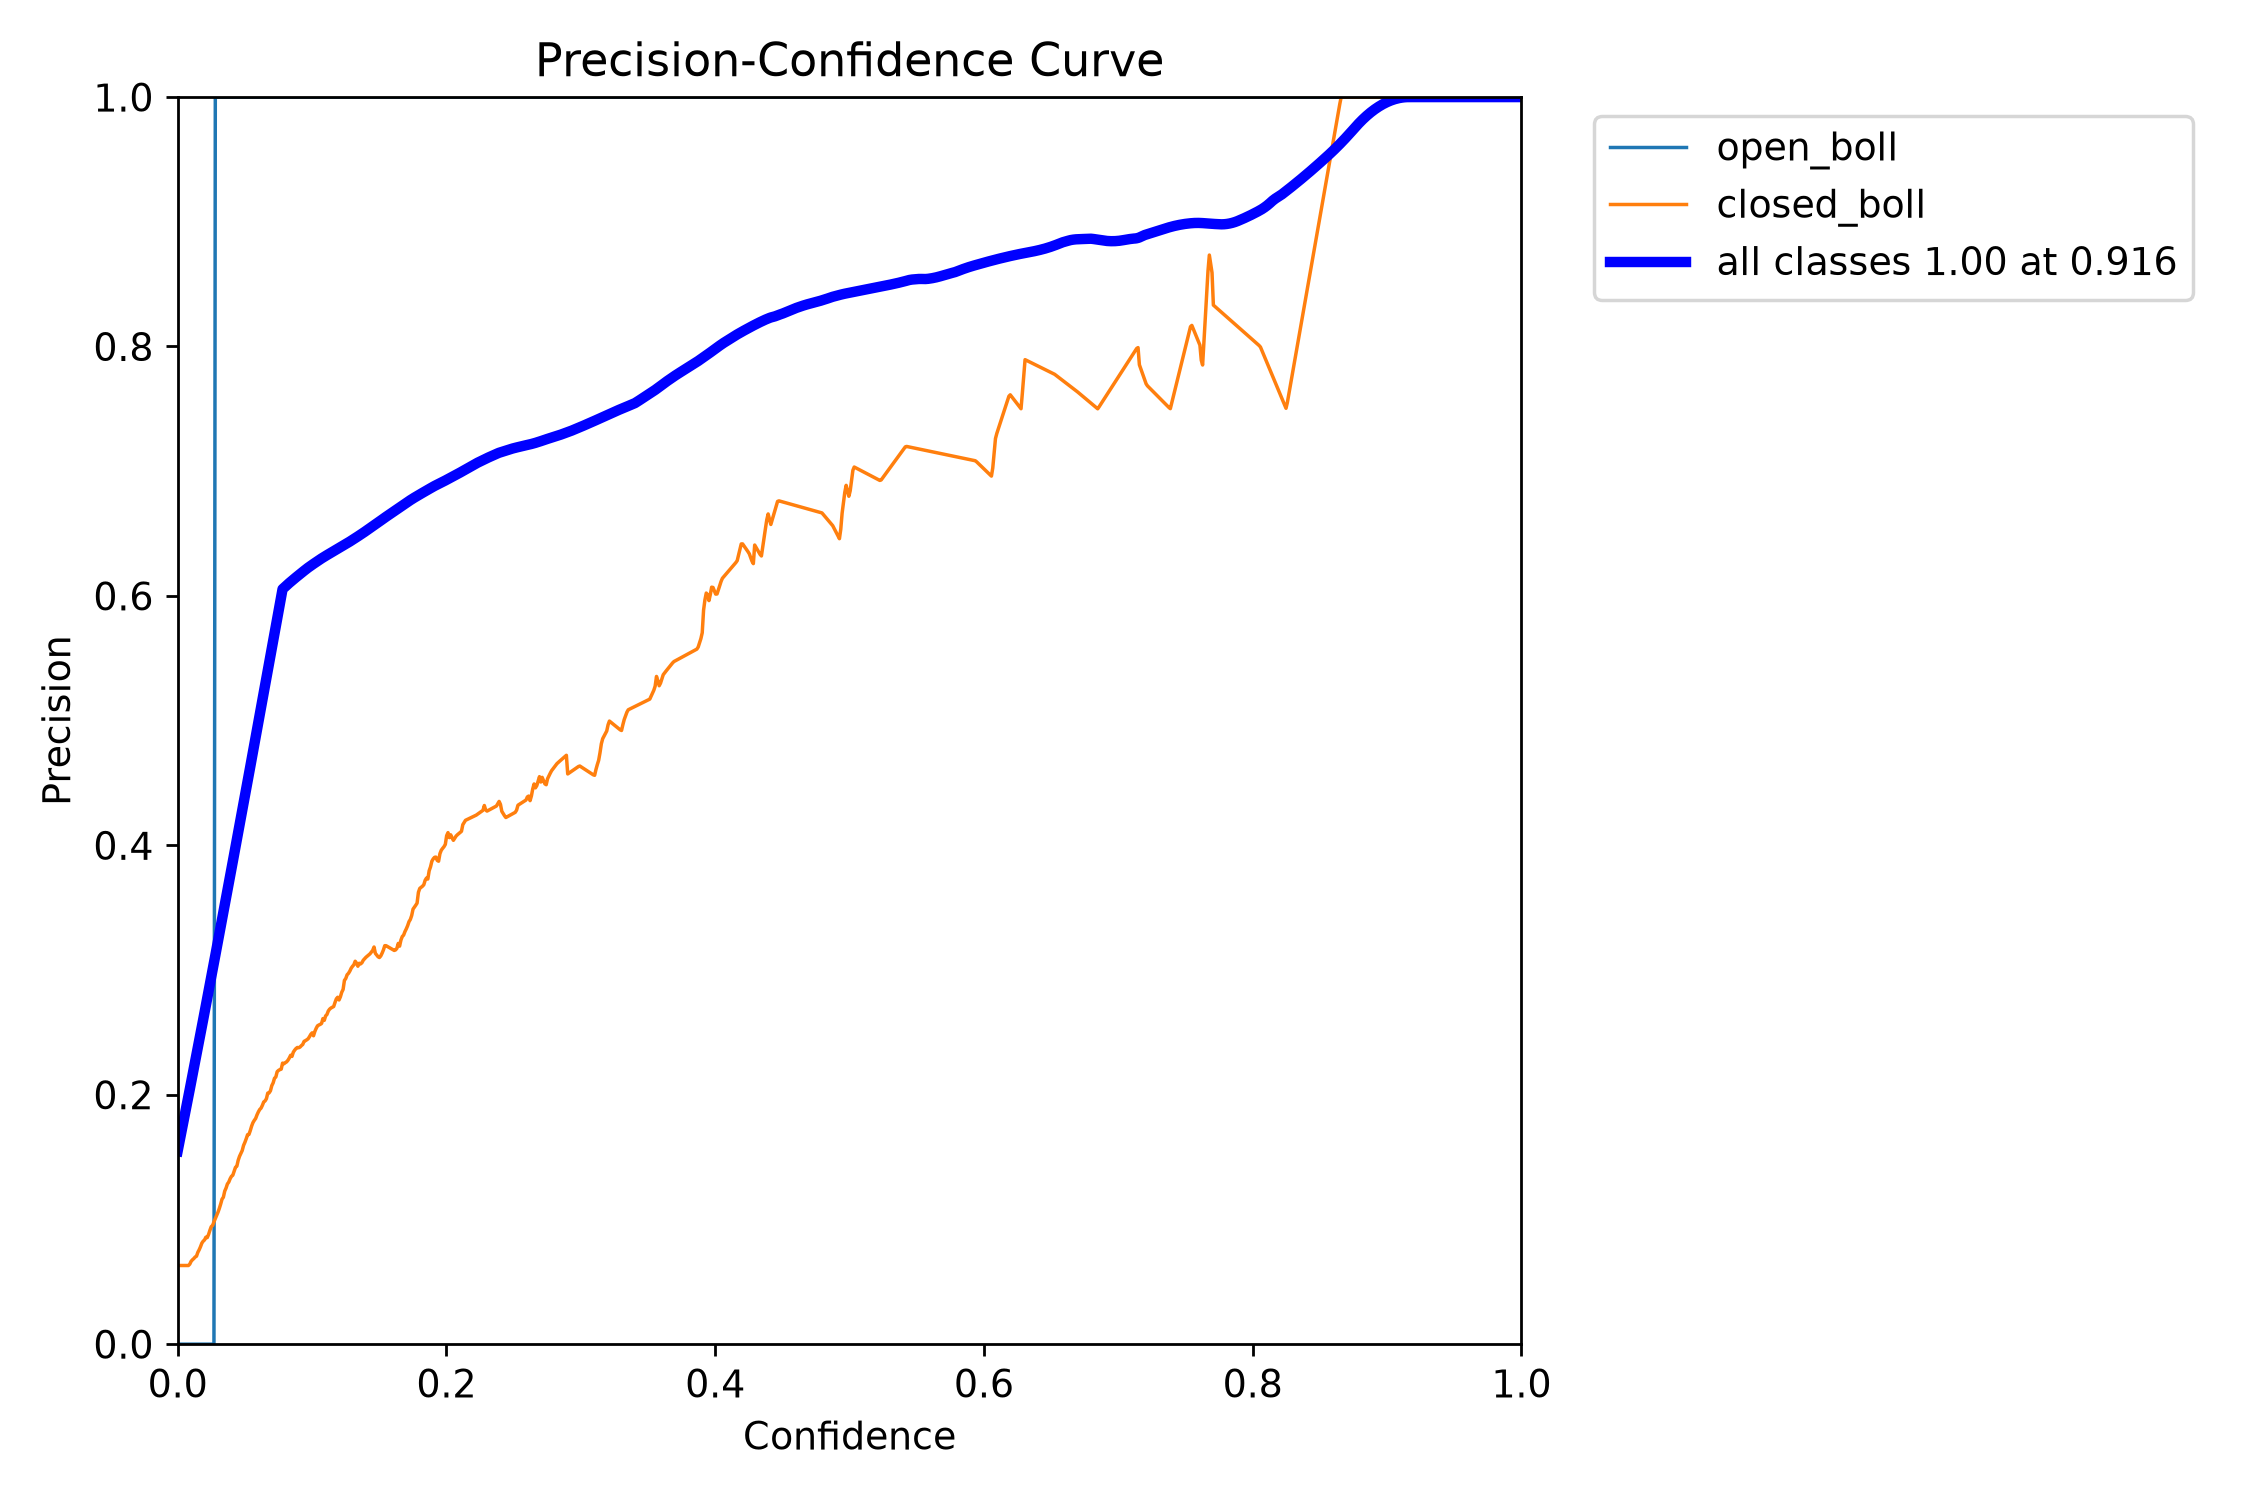 Precision-Confidence Curve
1.0
0.8
0.6
0.4
0.2
0.0
Precision
0.0 0.2 0.4 0.6 0.8 1.0
Confidence
open_boll
closed_boll
all classes 1.00 at 0.916